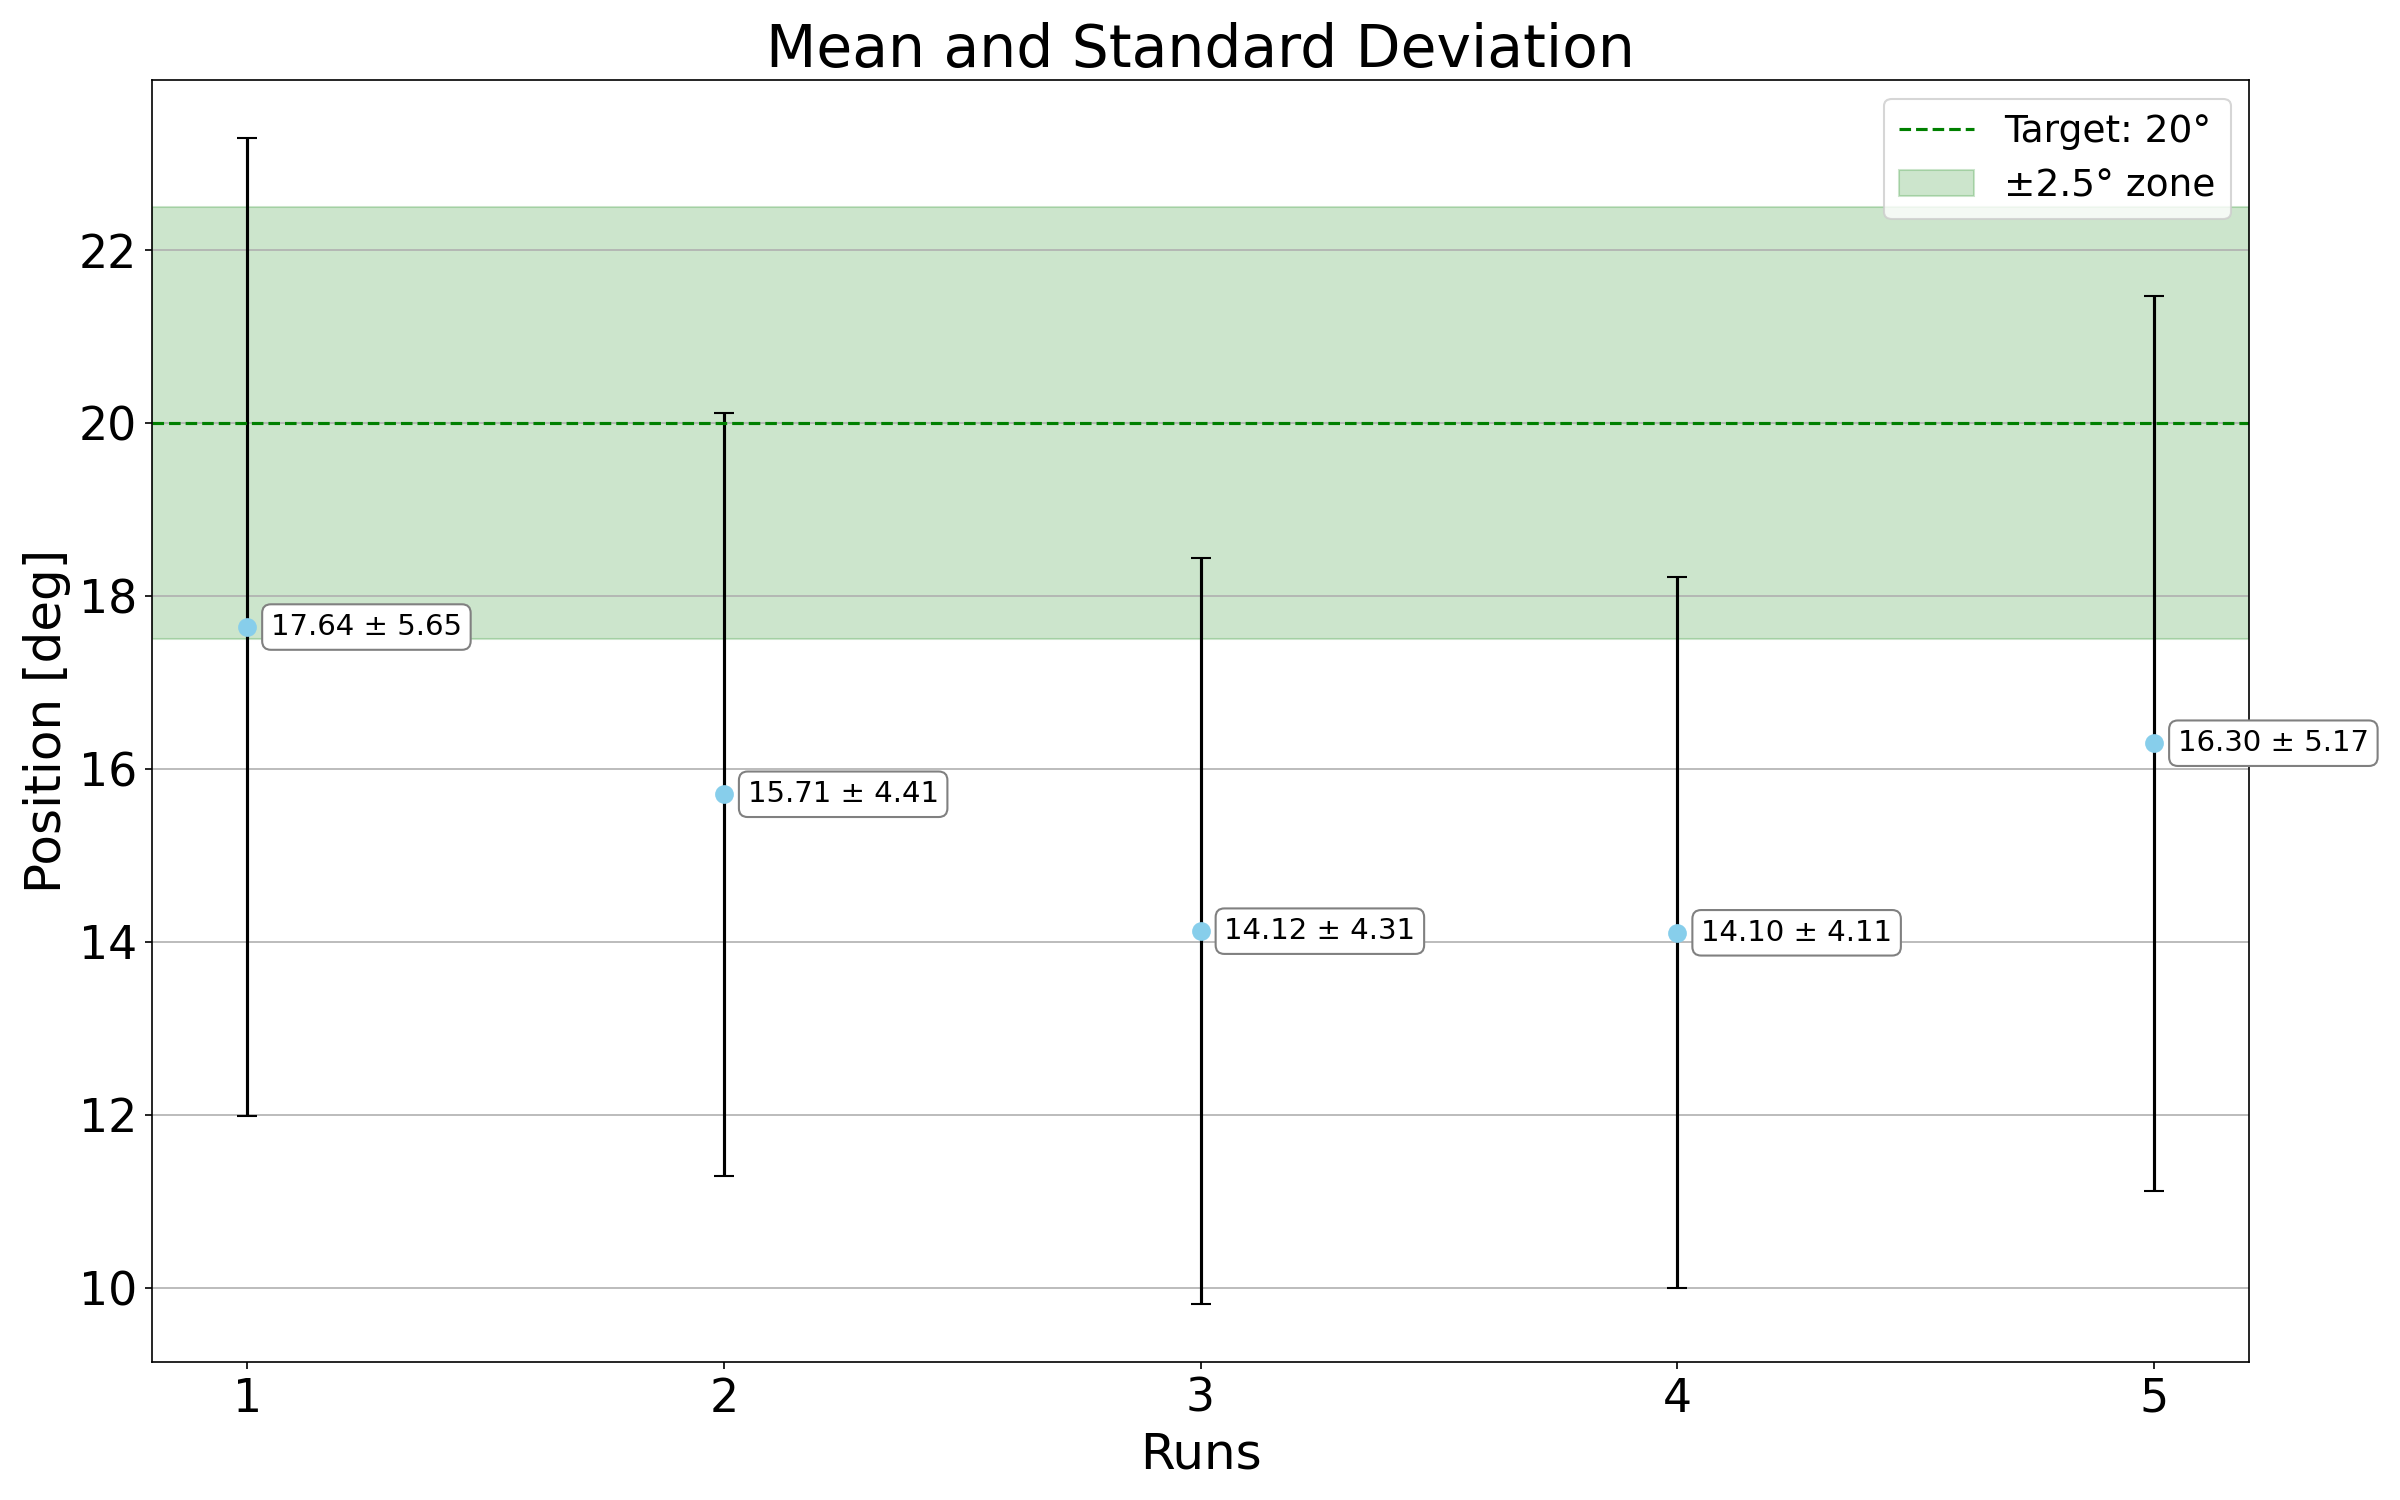 Mean and Standard Deviation
Target: 20°
±2.5° zone
Position [deg]
22
20
18
16
14
12
10
17.64 ± 5.65
15.71 ± 4.41
14.12 ± 4.31
14.10 ± 4.11
16.30 ± 5.17
1 2 3 4 5
Runs